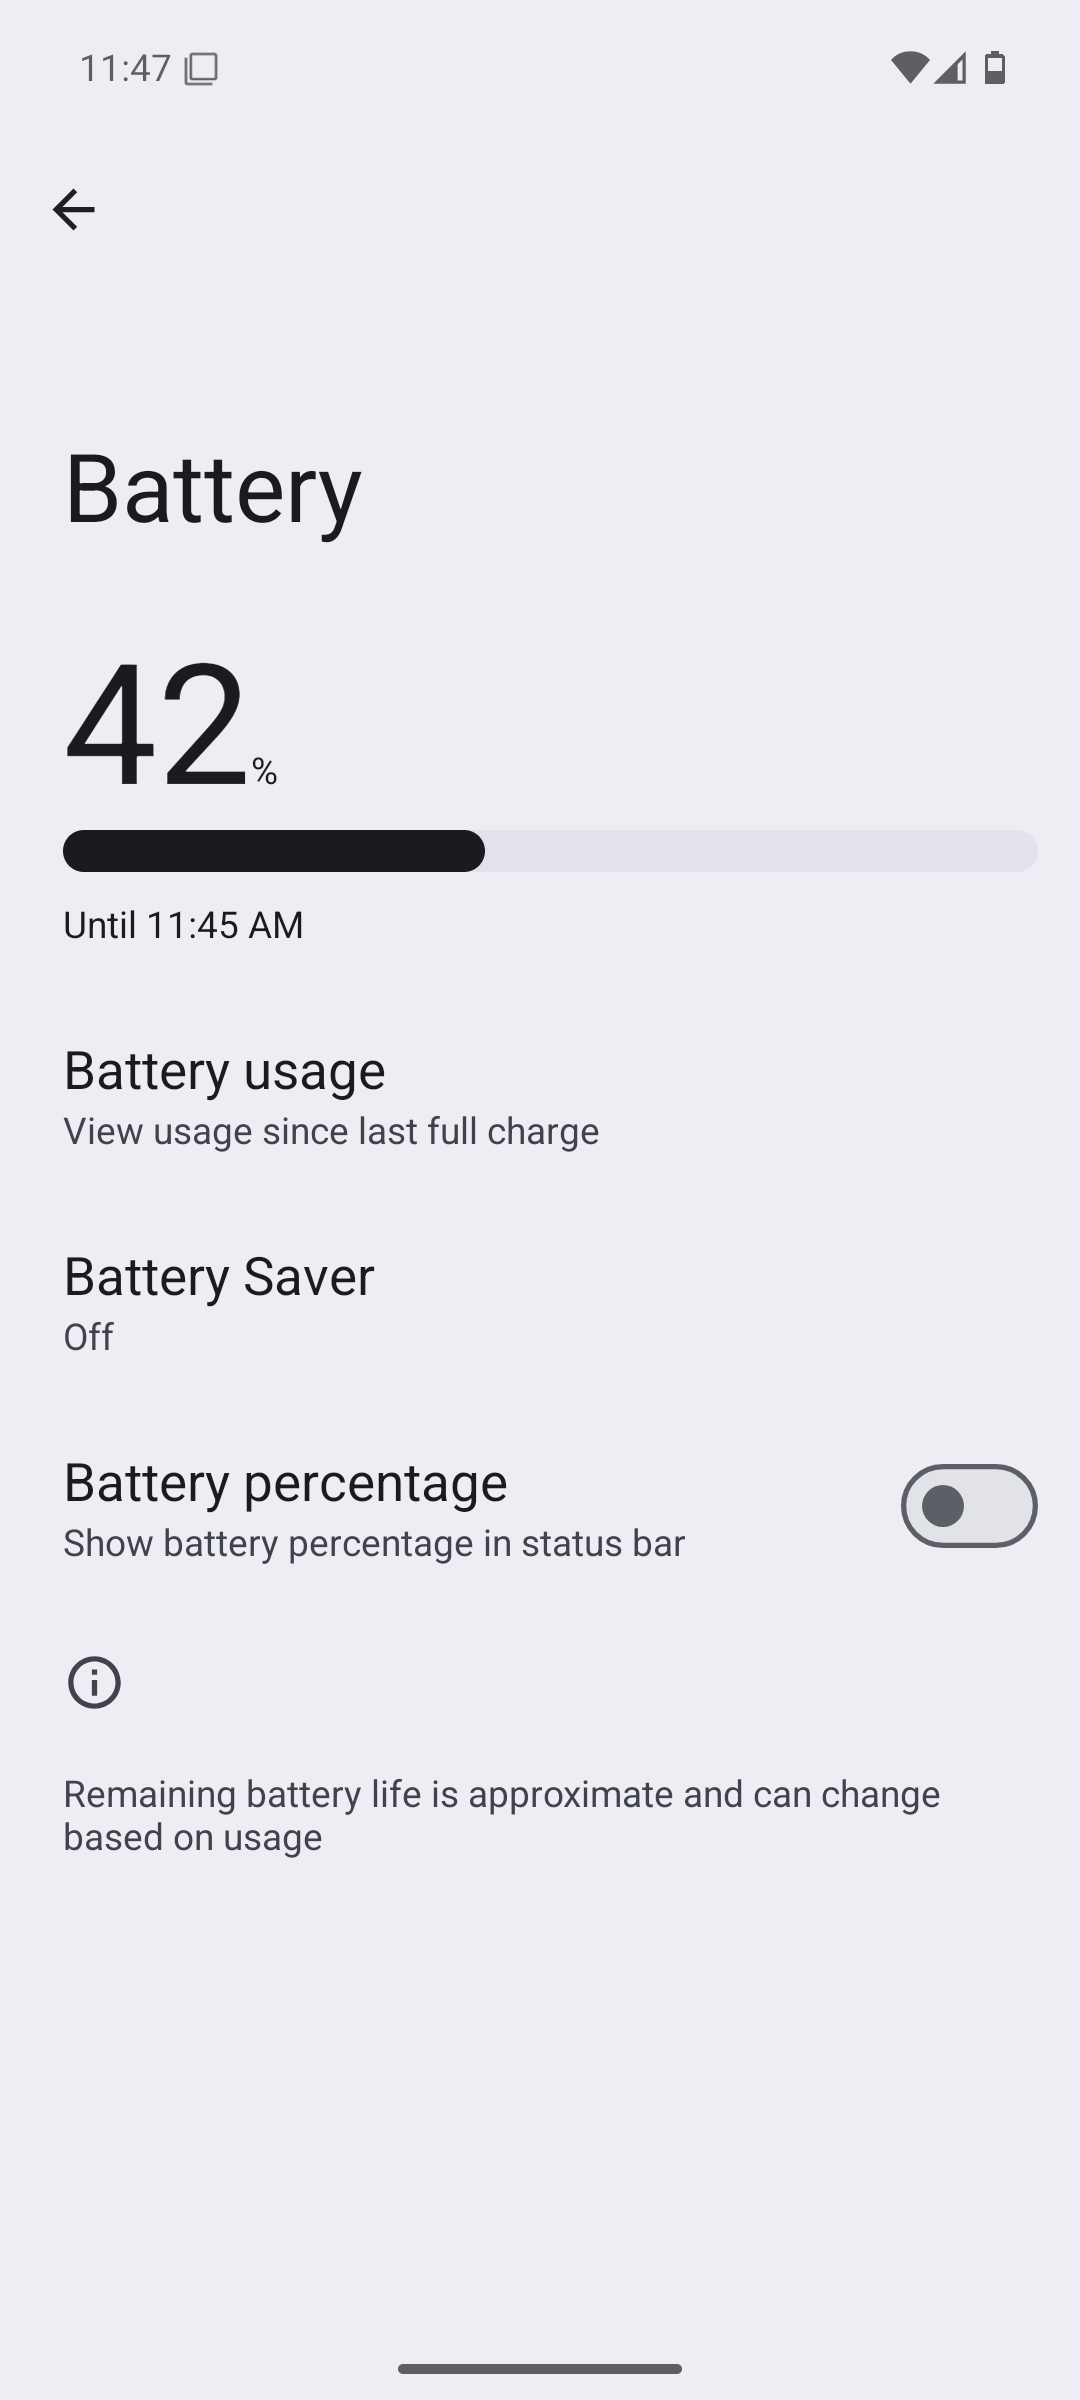 11:47
Battery
42%
Until 11:45 AM
Battery usage
View usage since last full charge
Battery Saver
Off
Battery percentage
Show battery percentage in status bar
Remaining battery life is approximate and can change
based on usage